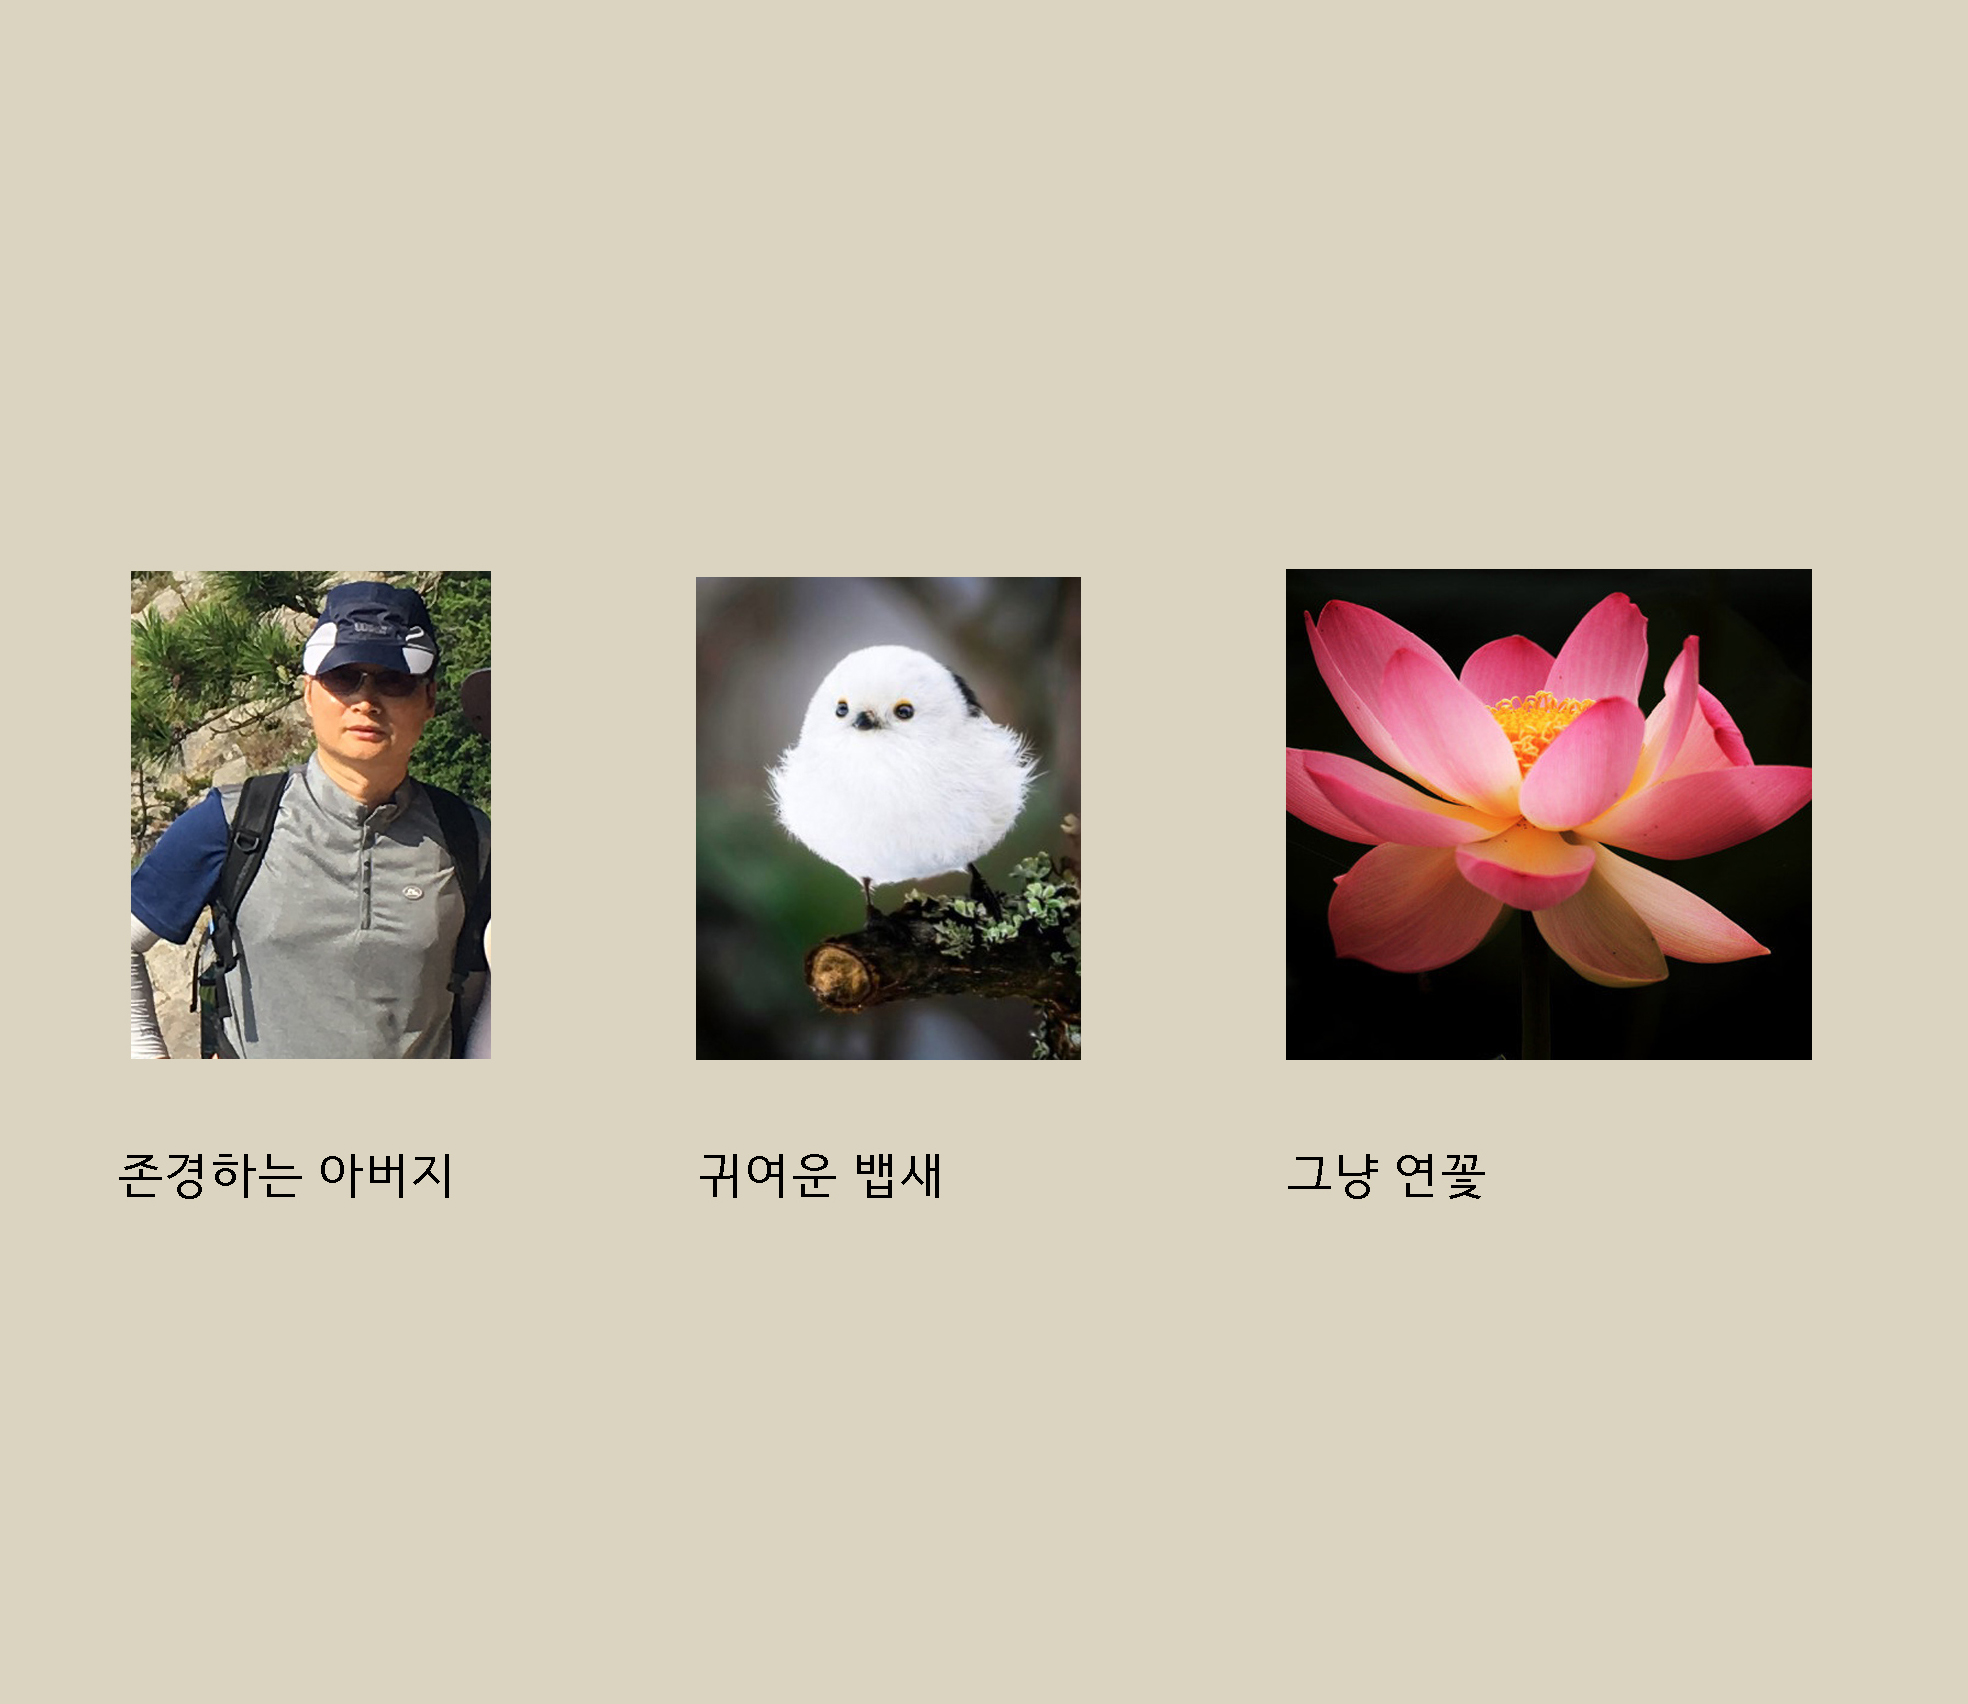 존경하는 아버지
귀여운 뱁새
그냥 연꽃